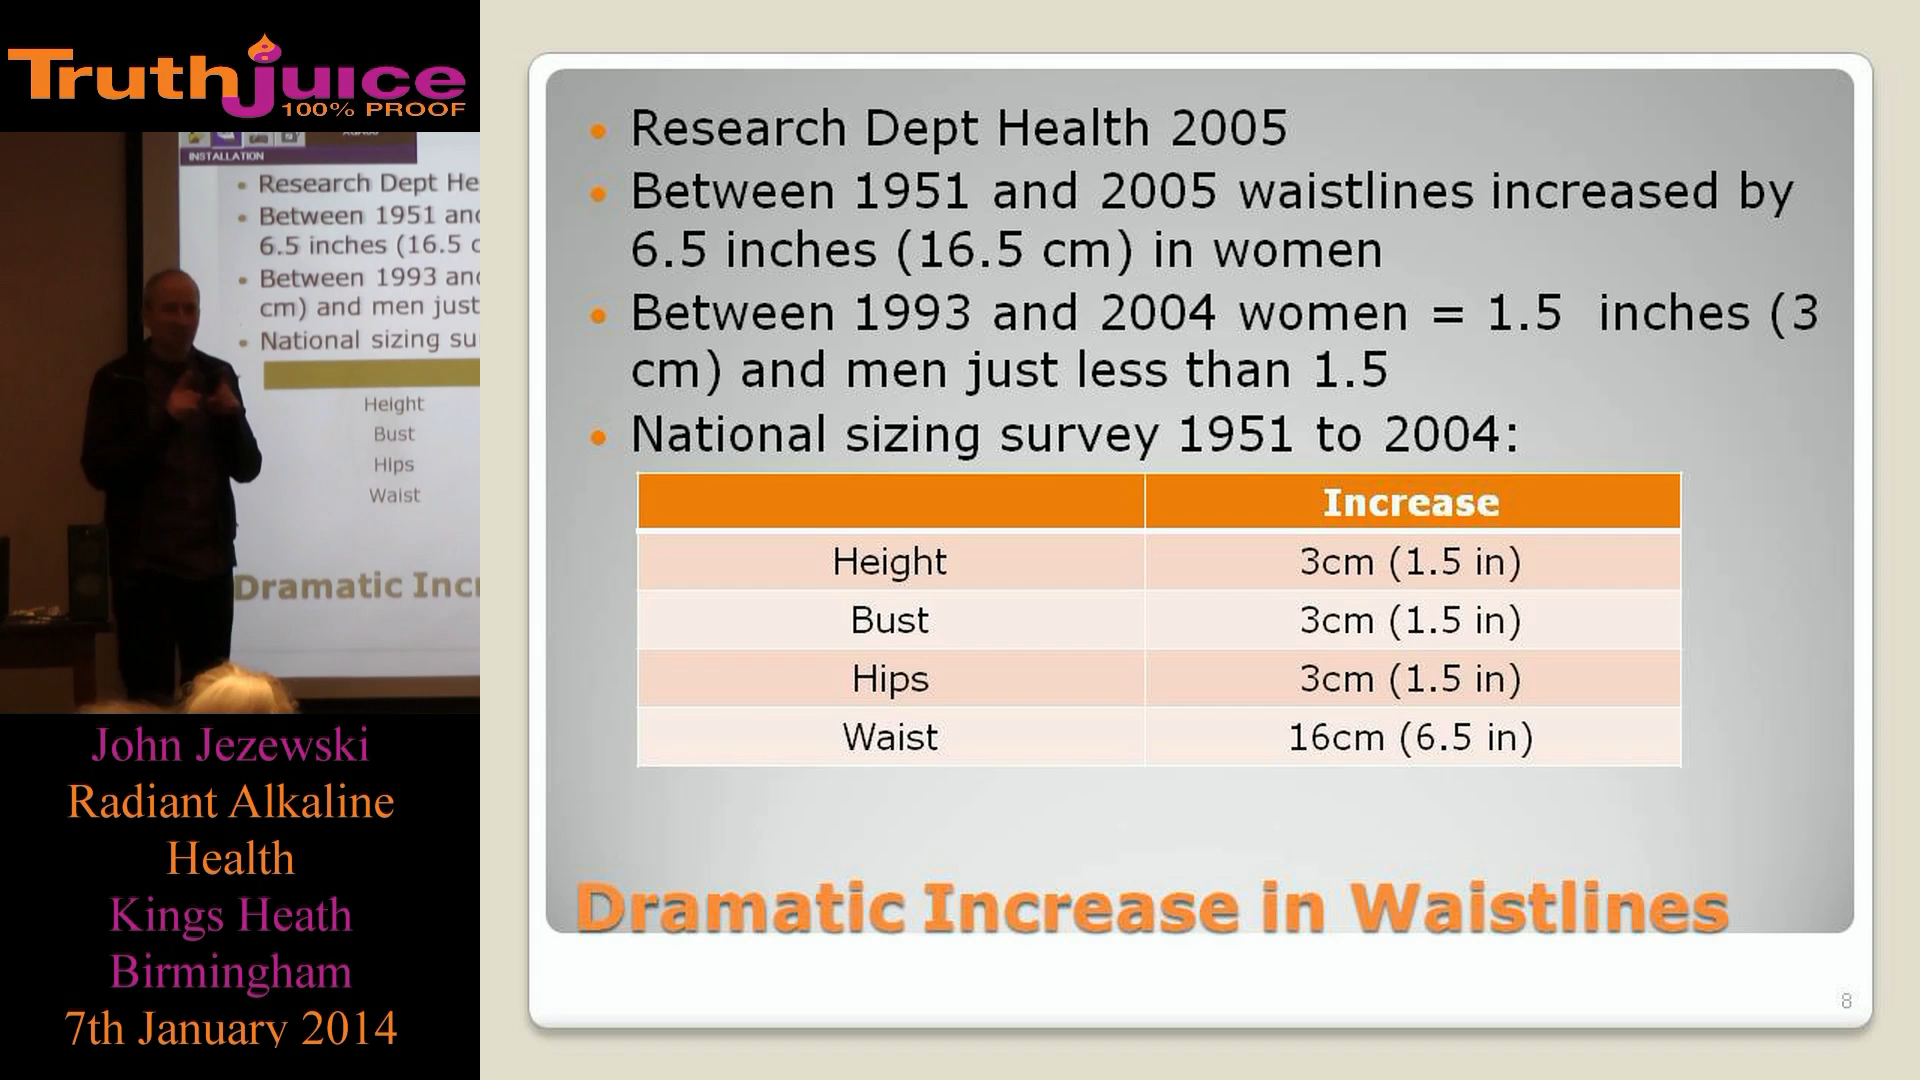 Truthjuice
100% PROOF
INSTALLATION
Research Dept He
Between 1951 and
6.5 inches (16.5 c
Between 1993 and
cm) and men just
National sizing su
Height
Bust
Hips
Waist
Dramatic Incr
John Jezewski
Radiant Alkaline
Health
Kings Heath
Birmingham
7th January 2014
Research Dept Health 2005
Between 1951 and 2005 waistlines increased by
6.5 inches (16.5 cm) in women
Between 1993 and 2004 women = 1.5 inches (3
cm) and men just less than 1.5
National sizing survey 1951 to 2004:
Increase
Height 3cm (1.5 in)
Bust 3cm (1.5 in)
Hips 3cm (1.5 in)
Waist 16cm (6.5 in)
Dramatic Increase in Waistlines
8